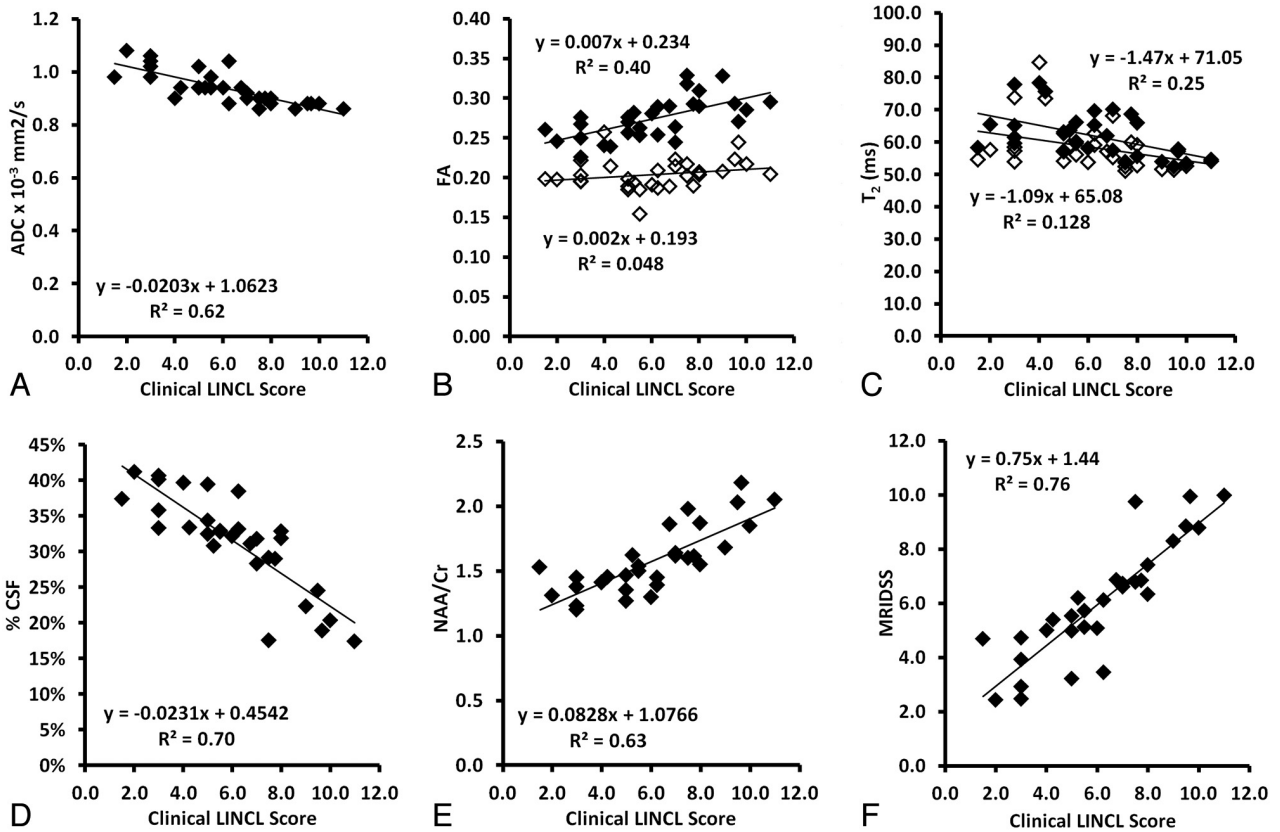 A
1.2
1.0
0.8
0.6
0.4
0.2
0.0
ADC x 10⁻³ mm2/s
y = -0.0203x + 1.0623
R² = 0.62
0.0 2.0 4.0 6.0 8.0 10.0 12.0
Clinical LINCL Score
B
0.40
0.35
0.30
0.25
0.20
0.15
0.10
0.05
0.00
FA
y = 0.007x + 0.234
R² = 0.40
y = 0.002x + 0.193
R² = 0.048
0.0 2.0 4.0 6.0 8.0 10.0 12.0
Clinical LINCL Score
C
100.0
90.0
80.0
70.0
60.0
50.0
40.0
30.0
20.0
10.0
0.0
T₂ (ms)
y = -1.47x + 71.05
R² = 0.25
y = -1.09x + 65.08
R² = 0.128
0.0 2.0 4.0 6.0 8.0 10.0 12.0
Clinical LINCL Score
D
45%
40%
35%
30%
25%
20%
15%
10%
5%
0%
% CSF
y = -0.0231x + 0.4542
R² = 0.70
0.0 2.0 4.0 6.0 8.0 10.0 12.0
Clinical LINCL Score
E
2.5
2.0
1.5
1.0
0.5
0.0
NAA/Cr
y = 0.0828x + 1.0766
R² = 0.63
0.0 2.0 4.0 6.0 8.0 10.0 12.0
Clinical LINCL Score
F
12.0
10.0
8.0
6.0
4.0
2.0
0.0
MRIDSS
y = 0.75x + 1.44
R² = 0.76
0.0 2.0 4.0 6.0 8.0 10.0 12.0
Clinical LINCL Score